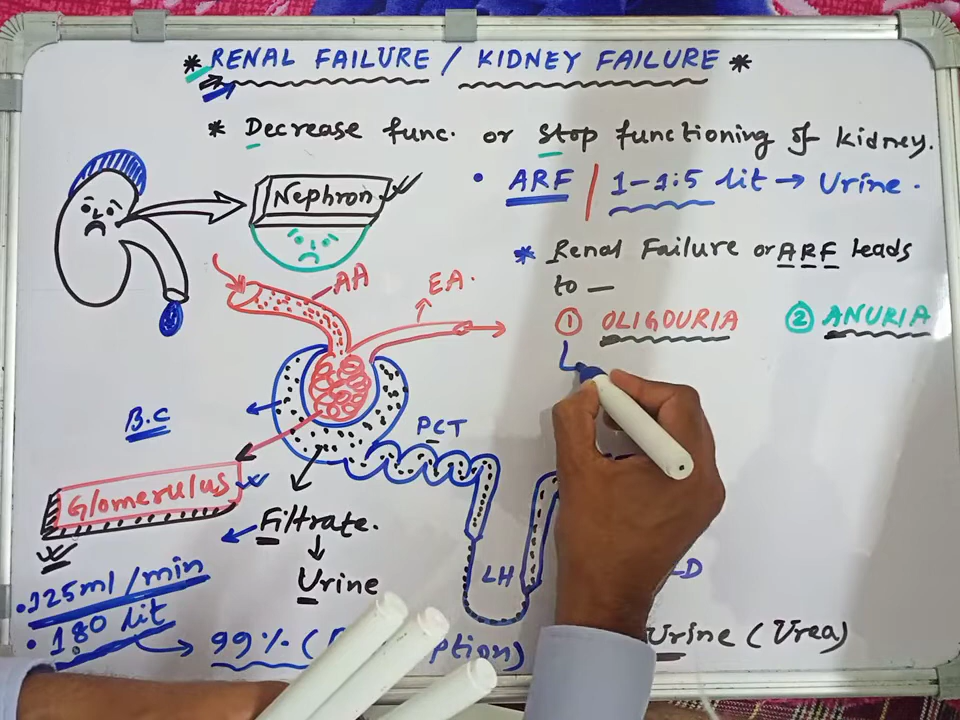 * RENAL FAILURE / KIDNEY FAILURE *
* Decrease func. or stop functioning of kidney.
Nephron
• ARF / 1-1.5 lit → Urine.
* Renal Failure or ARF leads
to —
① OLIGOURIA ② ANURIA
AA
EA.
B.C
PCT
Glomerulus
Filtrate.
↓
Urine
LH
• 125ml/min
• 180 lit → 99% (
ption)
Urine (Urea)